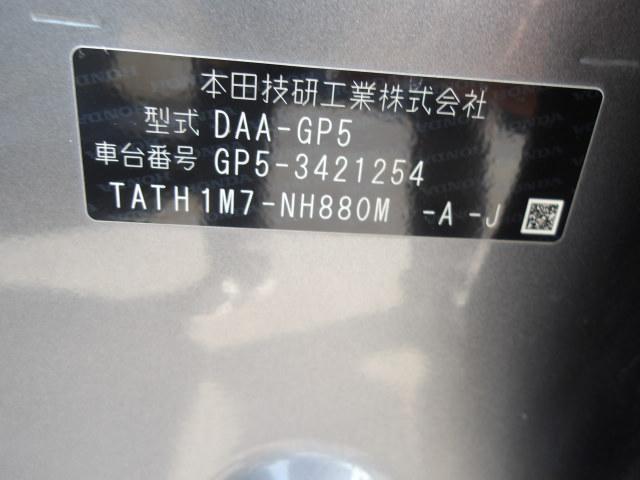 本田技研工業株式会社
型式 DAA-GP5
車台番号 GP5-3421254
TATH1M7-NH880M -A -J